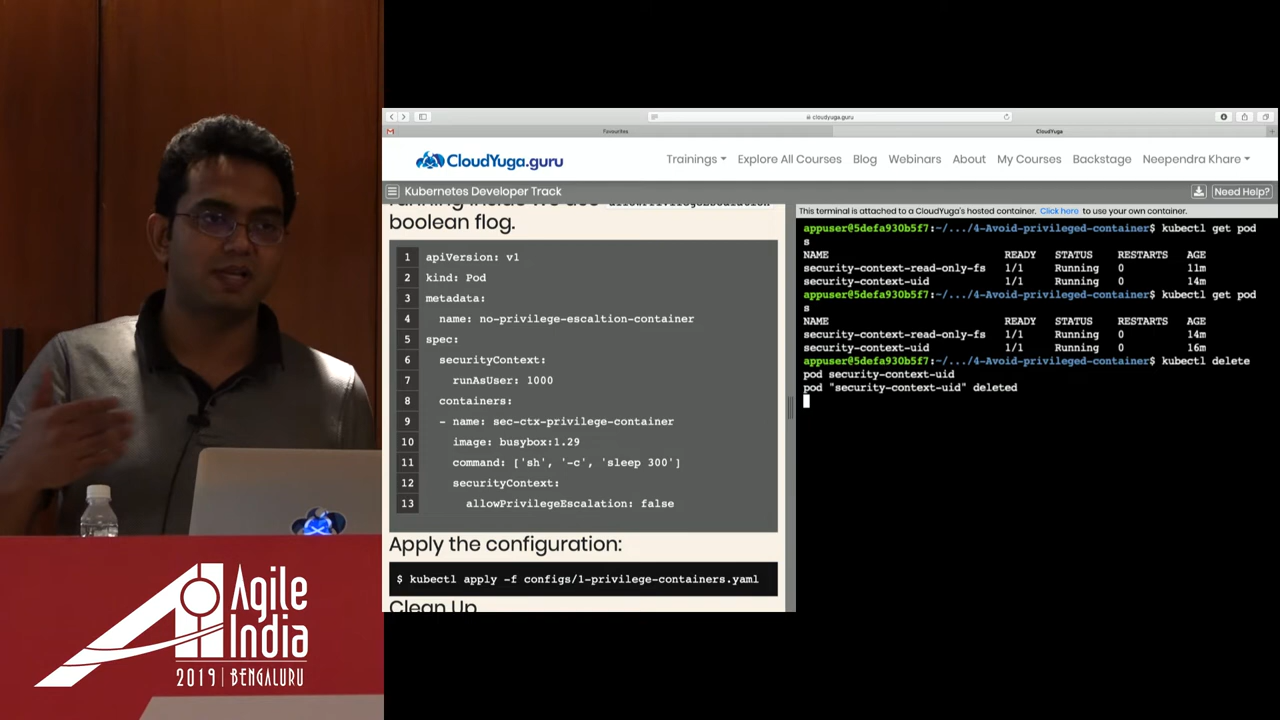 cloudyuga.guru
Favourites
CloudYuga
CloudYuga.guru
Trainings
Explore All Courses
Blog
Webinars
About
My Courses
Backstage
Neependra Khare
Kubernetes Developer Track
Need Help?
boolean flog.
1 apiVersion: v1
2 kind: Pod
3 metadata:
4 name: no-privilege-escaltion-container
5 spec:
6 securityContext:
7 runAsUser: 1000
8 containers:
9 - name: sec-ctx-privilege-container
10 image: busybox:1.29
11 command: ['sh', '-c', 'sleep 300']
12 securityContext:
13 allowPrivilegeEscalation: false
Apply the configuration:
$ kubectl apply -f configs/1-privilege-containers.yaml
Clean Up
This terminal is attached to a CloudYuga's hosted container. Click here to use your own container.
appuser@5defa930b5f7:~/.../4-Avoid-privileged-container$ kubectl get pod
s
NAME READY STATUS RESTARTS AGE
security-context-read-only-fs 1/1 Running 0 11m
security-context-uid 1/1 Running 0 14m
appuser@5defa930b5f7:~/.../4-Avoid-privileged-container$ kubectl get pod
s
NAME READY STATUS RESTARTS AGE
security-context-read-only-fs 1/1 Running 0 14m
security-context-uid 1/1 Running 0 16m
appuser@5defa930b5f7:~/.../4-Avoid-privileged-container$ kubectl delete
pod security-context-uid
pod "security-context-uid" deleted
Agile
India
2019 | BENGALURU